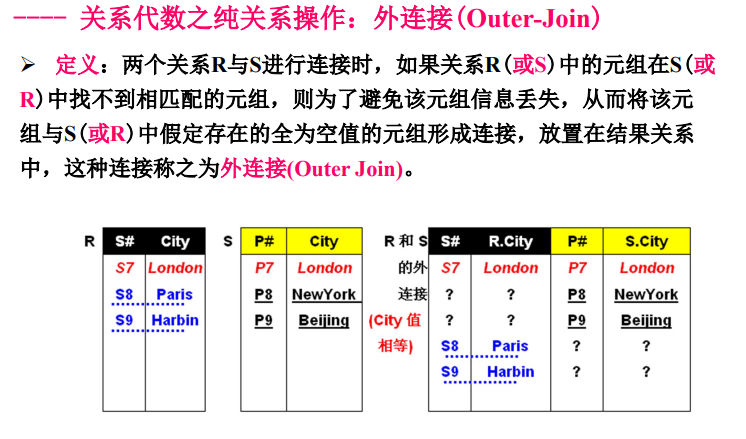 ---- 关系代数之纯关系操作：外连接(Outer-Join)
➢ 定义：两个关系R与S进行连接时，如果关系R(或S)中的元组在S(或
R)中找不到相匹配的元组，则为了避免该元组信息丢失，从而将该元
组与S(或R)中假定存在的全为空值的元组形成连接，放置在结果关系
中，这种连接称之为外连接(Outer Join)。
R S# City S P# City R 和 S S# R.City P# S.City
S7 London P7 London 的外 S7 London P7 London
S8 Paris P8 NewYork 连接 ? ? P8 NewYork
S9 Harbin P9 Beijing (City 值 ? ? P9 Beijing
相等) S8 Paris ? ?
S9 Harbin ? ?